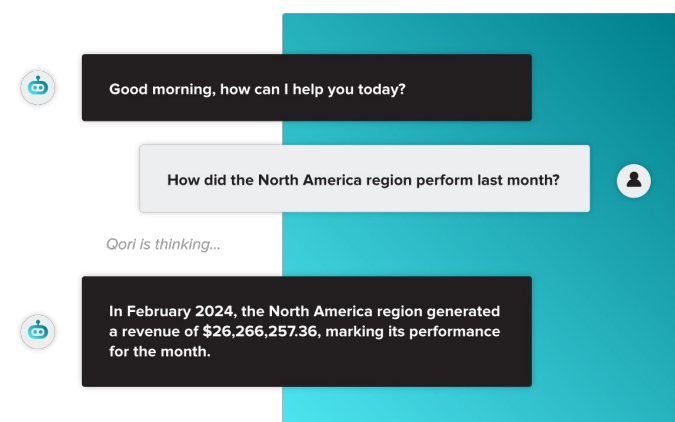 Good morning, how can I help you today?
How did the North America region perform last month?
Qori is thinking...
In February 2024, the North America region generated
a revenue of $26,266,257.36, marking its performance
for the month.